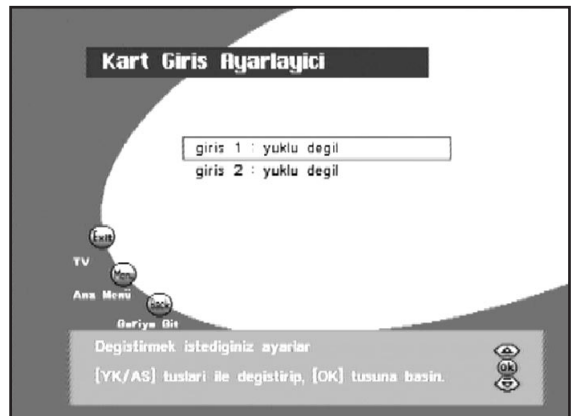 Kart Giris Ayarlayici
giris 1 : yuklu degil
giris 2 : yuklu degil
Exit
TV
Menu
Ana Menü
Back
Geriye Git
Degistirmek istediginiz ayarlar
[YK/AS] tuslari ile degistirip, [OK] tusuna basin.
ok